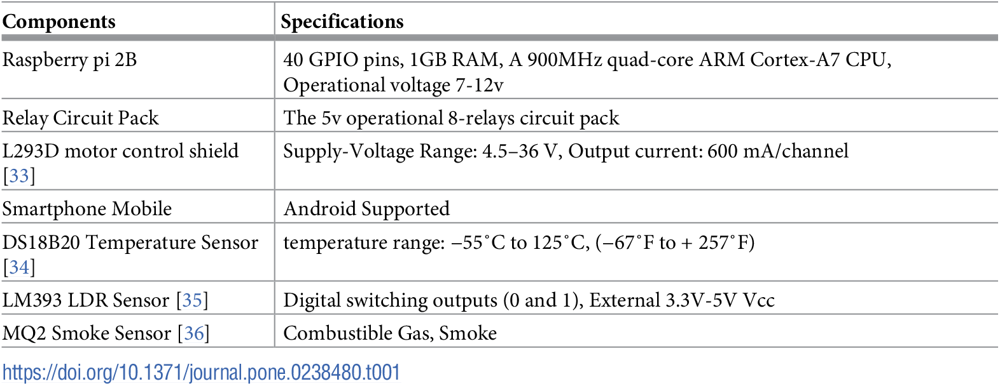 Components Specifications
Raspberry pi 2B 40 GPIO pins, 1GB RAM, A 900MHz quad-core ARM Cortex-A7 CPU,
Operational voltage 7-12v
Relay Circuit Pack The 5v operational 8-relays circuit pack
L293D motor control shield Supply-Voltage Range: 4.5–36 V, Output current: 600 mA/channel
[33]
Smartphone Mobile Android Supported
DS18B20 Temperature Sensor temperature range: −55˚C to 125˚C, (−67˚F to + 257˚F)
[34]
LM393 LDR Sensor [35] Digital switching outputs (0 and 1), External 3.3V-5V Vcc
MQ2 Smoke Sensor [36] Combustible Gas, Smoke
https://doi.org/10.1371/journal.pone.0238480.t001